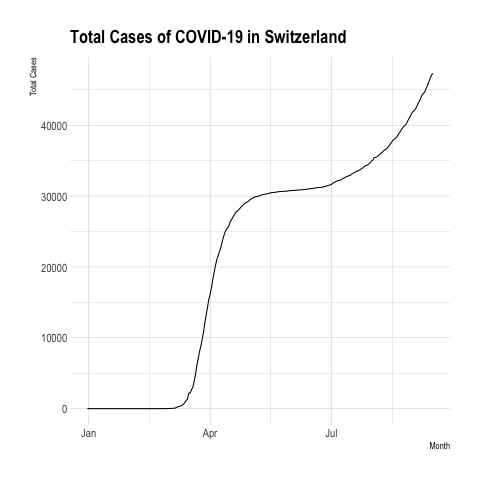 Total Cases of COVID-19 in Switzerland
Total Cases
40000
30000
20000
10000
0
Jan Apr Jul
Month